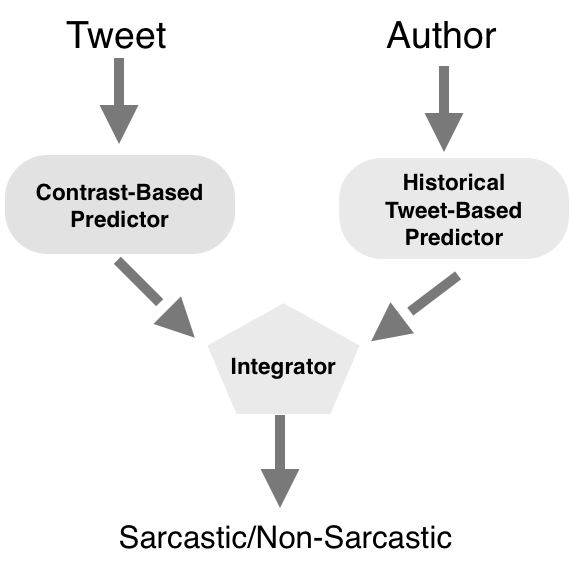 Tweet
Author
Contrast-Based
Predictor
Historical
Tweet-Based
Predictor
Integrator
Sarcastic/Non-Sarcastic